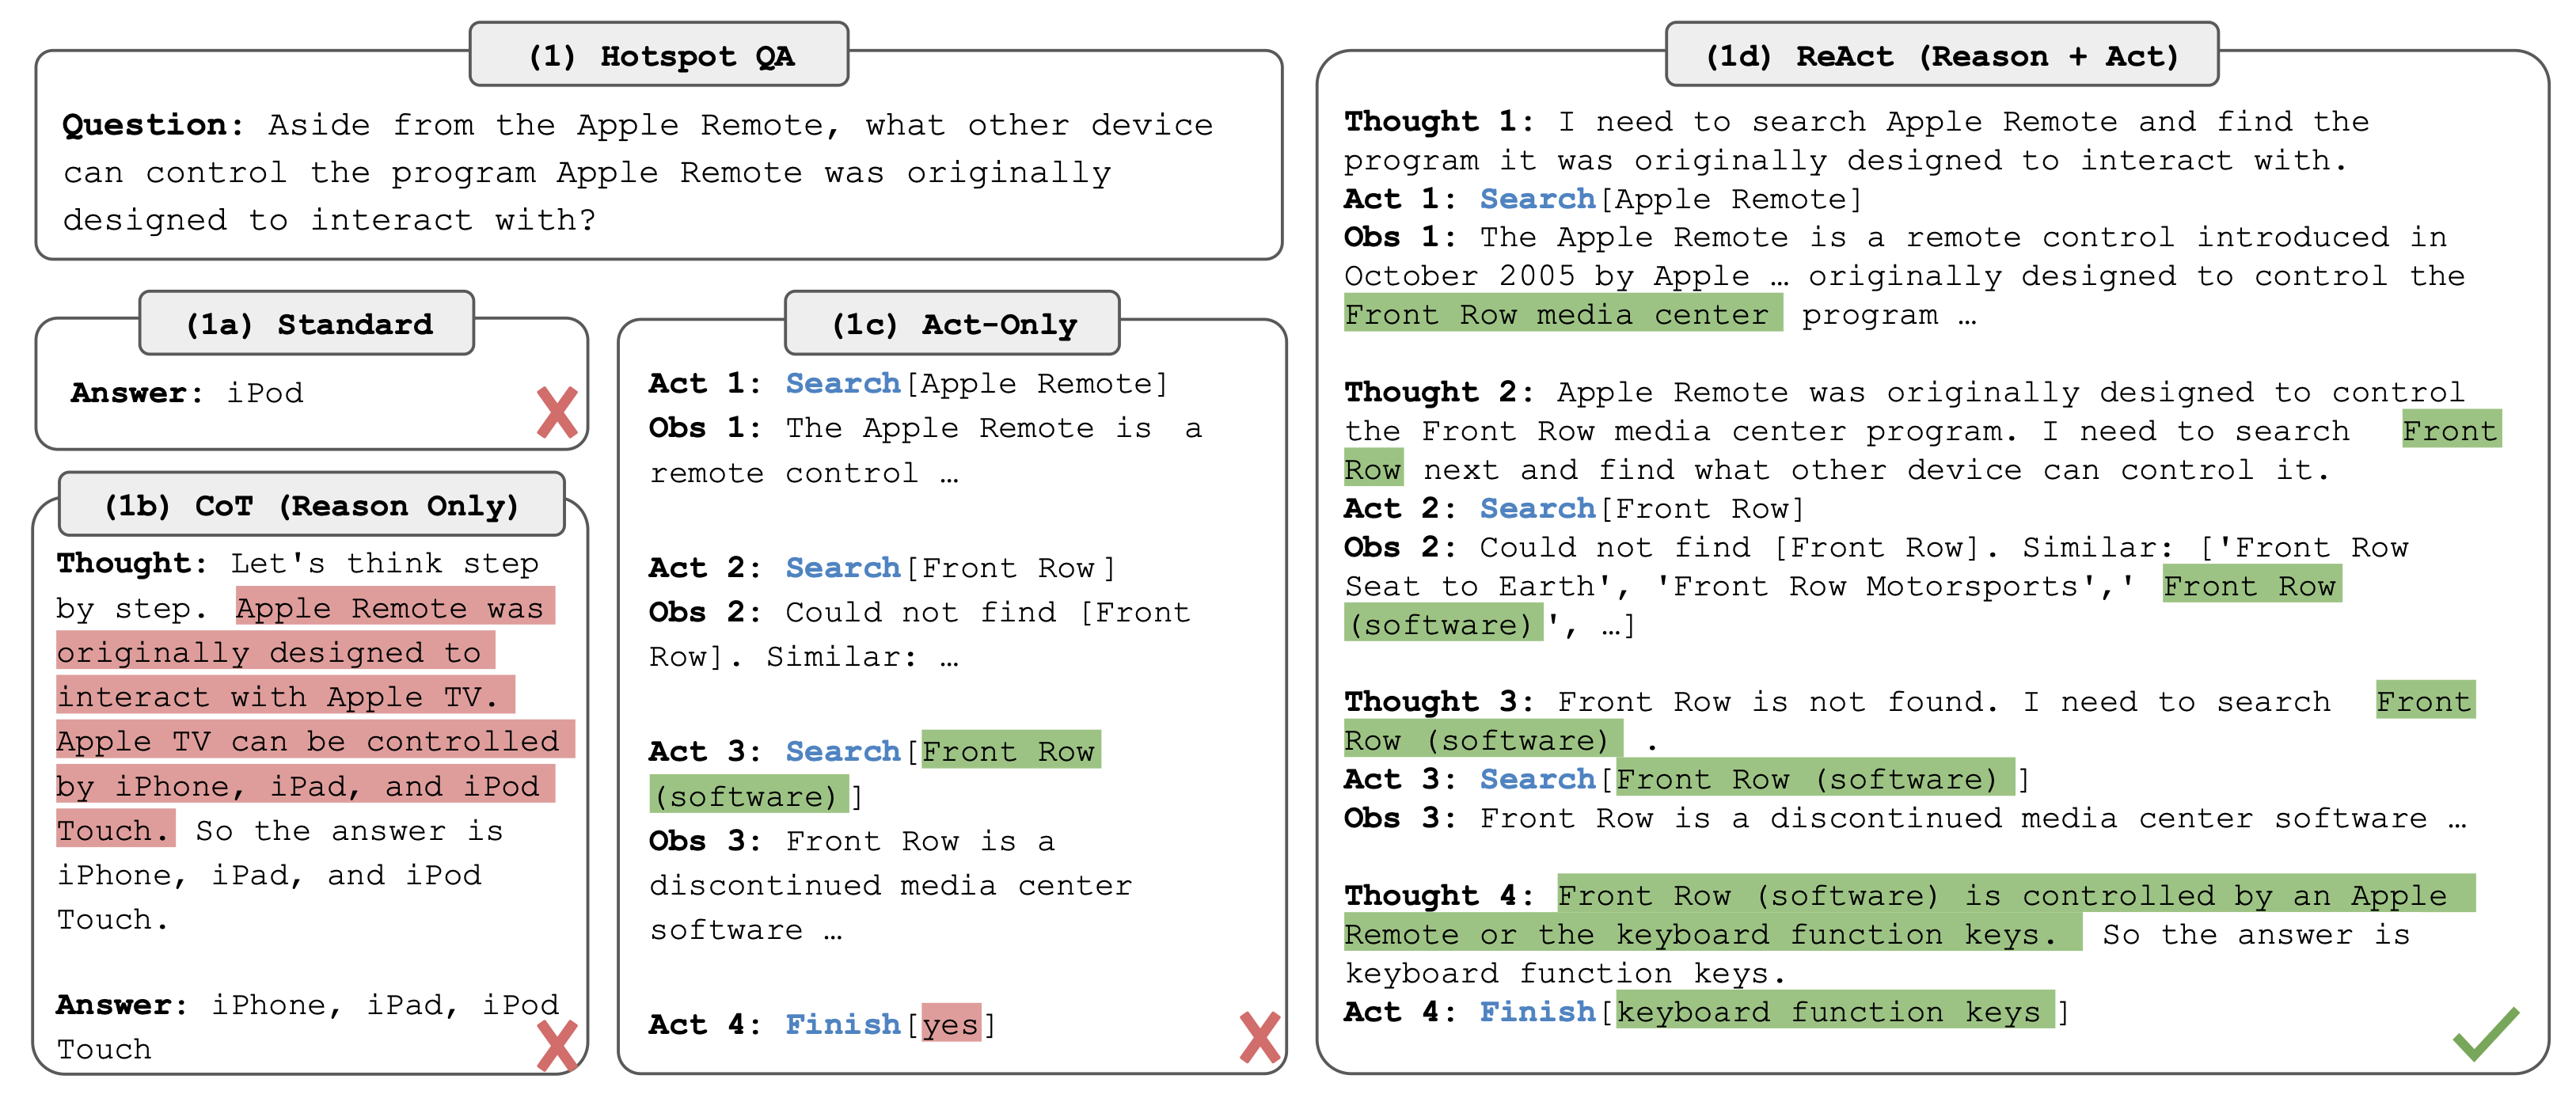 (1) Hotspot QA
Question: Aside from the Apple Remote, what other device
can control the program Apple Remote was originally
designed to interact with?
(1a) Standard
Answer: iPod
(1b) CoT (Reason Only)
Thought: Let's think step
by step. Apple Remote was
originally designed to
interact with Apple TV.
Apple TV can be controlled
by iPhone, iPad, and iPod
Touch. So the answer is
iPhone, iPad, and iPod
Touch.
Answer: iPhone, iPad, iPod
Touch
(1c) Act-Only
Act 1: Search[Apple Remote]
Obs 1: The Apple Remote is a
remote control …
Act 2: Search[Front Row]
Obs 2: Could not find [Front
Row]. Similar: …
Act 3: Search[Front Row
(software)]
Obs 3: Front Row is a
discontinued media center
software …
Act 4: Finish[yes]
(1d) ReAct (Reason + Act)
Thought 1: I need to search Apple Remote and find the
program it was originally designed to interact with.
Act 1: Search[Apple Remote]
Obs 1: The Apple Remote is a remote control introduced in
October 2005 by Apple … originally designed to control the
Front Row media center program …
Thought 2: Apple Remote was originally designed to control
the Front Row media center program. I need to search Front
Row next and find what other device can control it.
Act 2: Search[Front Row]
Obs 2: Could not find [Front Row]. Similar: ['Front Row
Seat to Earth', 'Front Row Motorsports',' Front Row
(software)', …]
Thought 3: Front Row is not found. I need to search Front
Row (software) .
Act 3: Search[Front Row (software) ]
Obs 3: Front Row is a discontinued media center software …
Thought 4: Front Row (software) is controlled by an Apple
Remote or the keyboard function keys. So the answer is
keyboard function keys.
Act 4: Finish[keyboard function keys ]